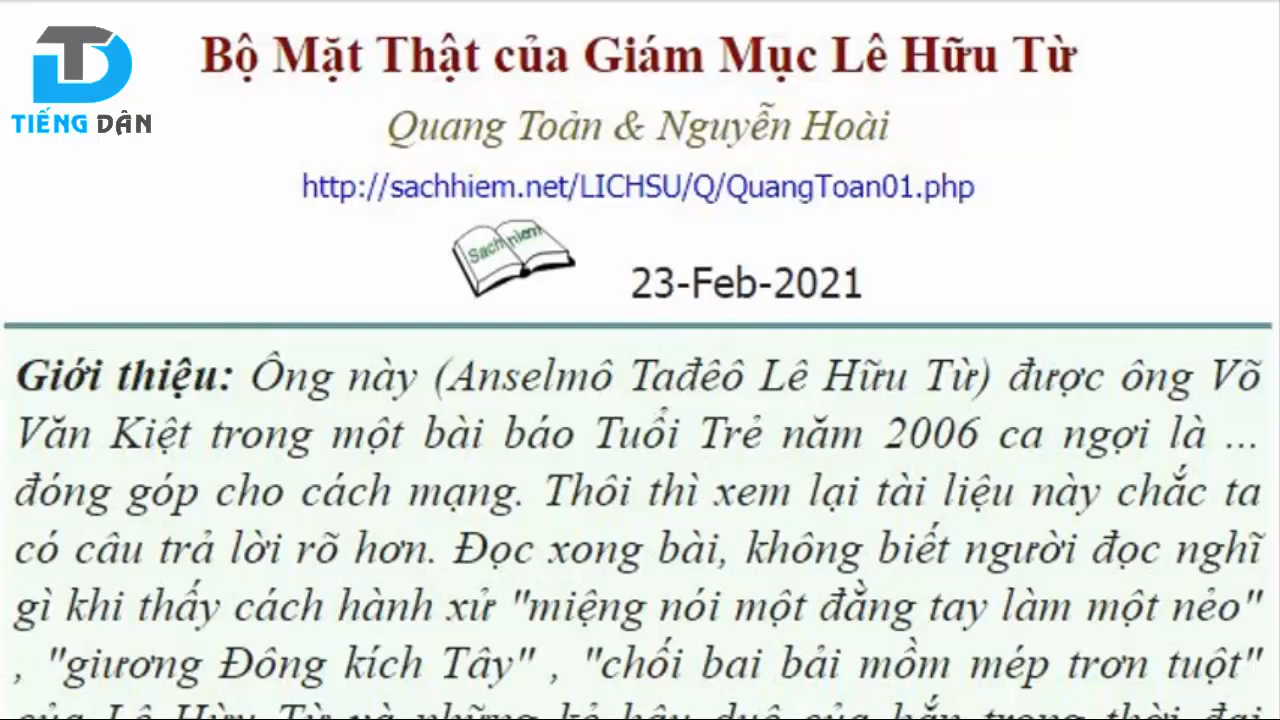 TD
TIẾNG DÂN
Bộ Mặt Thật của Giám Mục Lê Hữu Từ
Quang Toản & Nguyễn Hoài
http://sachhiem.net/LICHSU/Q/QuangToan01.php
Sach hiem
23-Feb-2021
Giới thiệu: Ông này (Anselmô Tađêô Lê Hữu Từ) được ông Võ
Văn Kiệt trong một bài báo Tuổi Trẻ năm 2006 ca ngợi là ...
đóng góp cho cách mạng. Thôi thì xem lại tài liệu này chắc ta
có câu trả lời rõ hơn. Đọc xong bài, không biết người đọc nghĩ
gì khi thấy cách hành xử "miệng nói một đằng tay làm một nẻo"
, "giương Đông kích Tây" , "chối bai bải mồm mép trơn tuột"